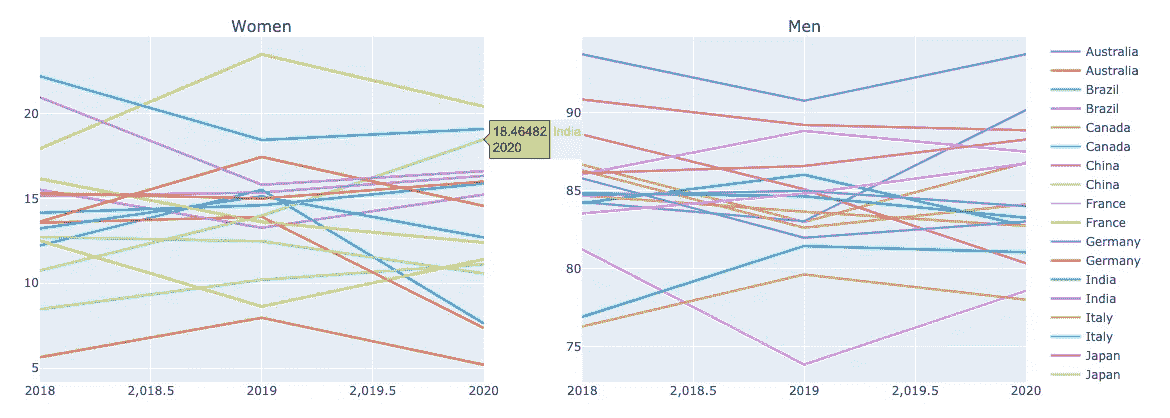 Women
Men
20
15
10
5
2018
2,018.5
2019
2,019.5
2020
18.46482
2020
India
90
85
80
75
2018
2,018.5
2019
2,019.5
2020
Australia
Australia
Brazil
Brazil
Canada
Canada
China
China
France
France
Germany
Germany
India
India
Italy
Italy
Japan
Japan